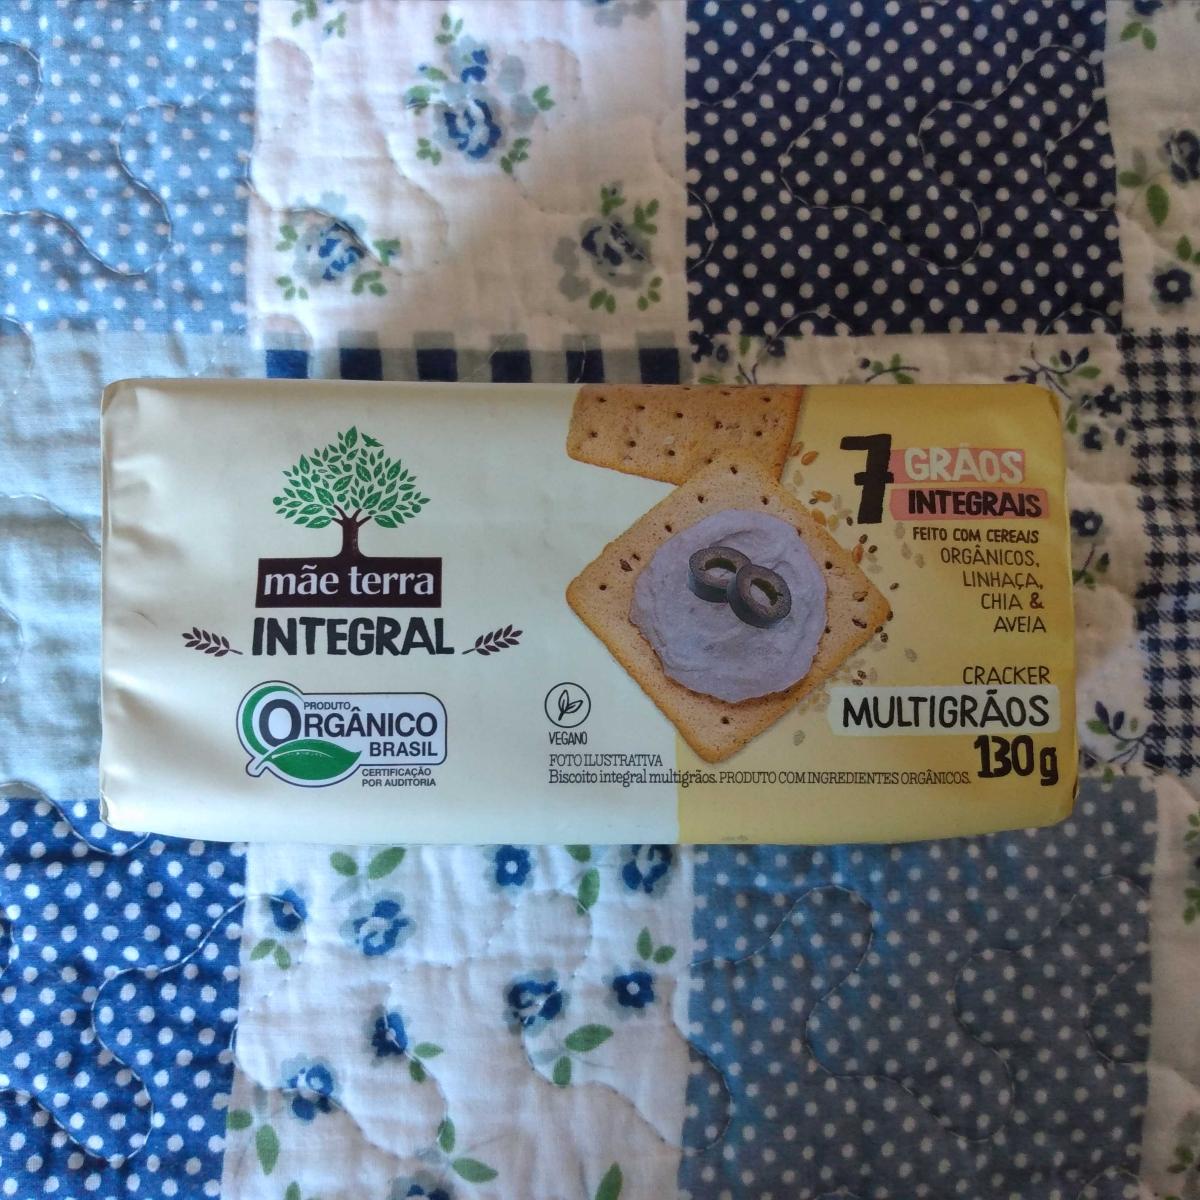 mãe terra
INTEGRAL
PRODUTO
ORGÂNICO
BRASIL
CERTIFICAÇÃO
POR AUDITORIA
VEGANO
FOTO ILUSTRATIVA
Biscoito integral multigrãos. PRODUTO COM INGREDIENTES ORGÂNICOS.
7 GRÃOS
INTEGRAIS
FEITO COM CEREAIS
ORGÂNICOS,
LINHAÇA,
CHIA &
AVEIA
CRACKER
MULTIGRÃOS
130g